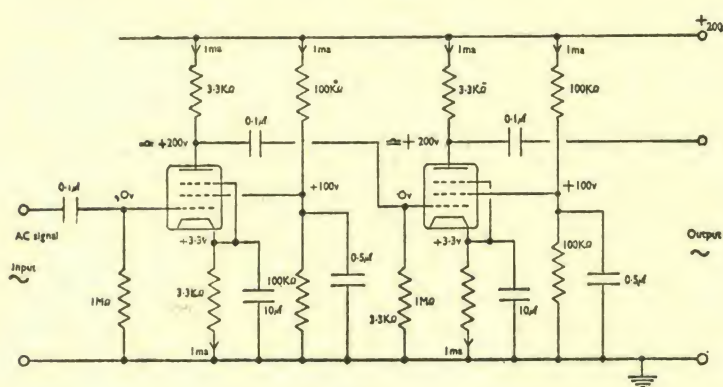 +200
1ma
1ma
1ma
1ma
3·3KΩ
100KΩ
3·3KΩ
100KΩ
0·1µf
0·1µf
+200v
+200v
0·1µf
0v
+100v
0v
+100v
AC signal
+3·3v
+3·3v
Output
Input
1MΩ
3·3KΩ
100KΩ
0·5µf
1MΩ
100KΩ
0·5µf
10µf
3·3KΩ
10µf
1ma
1ma